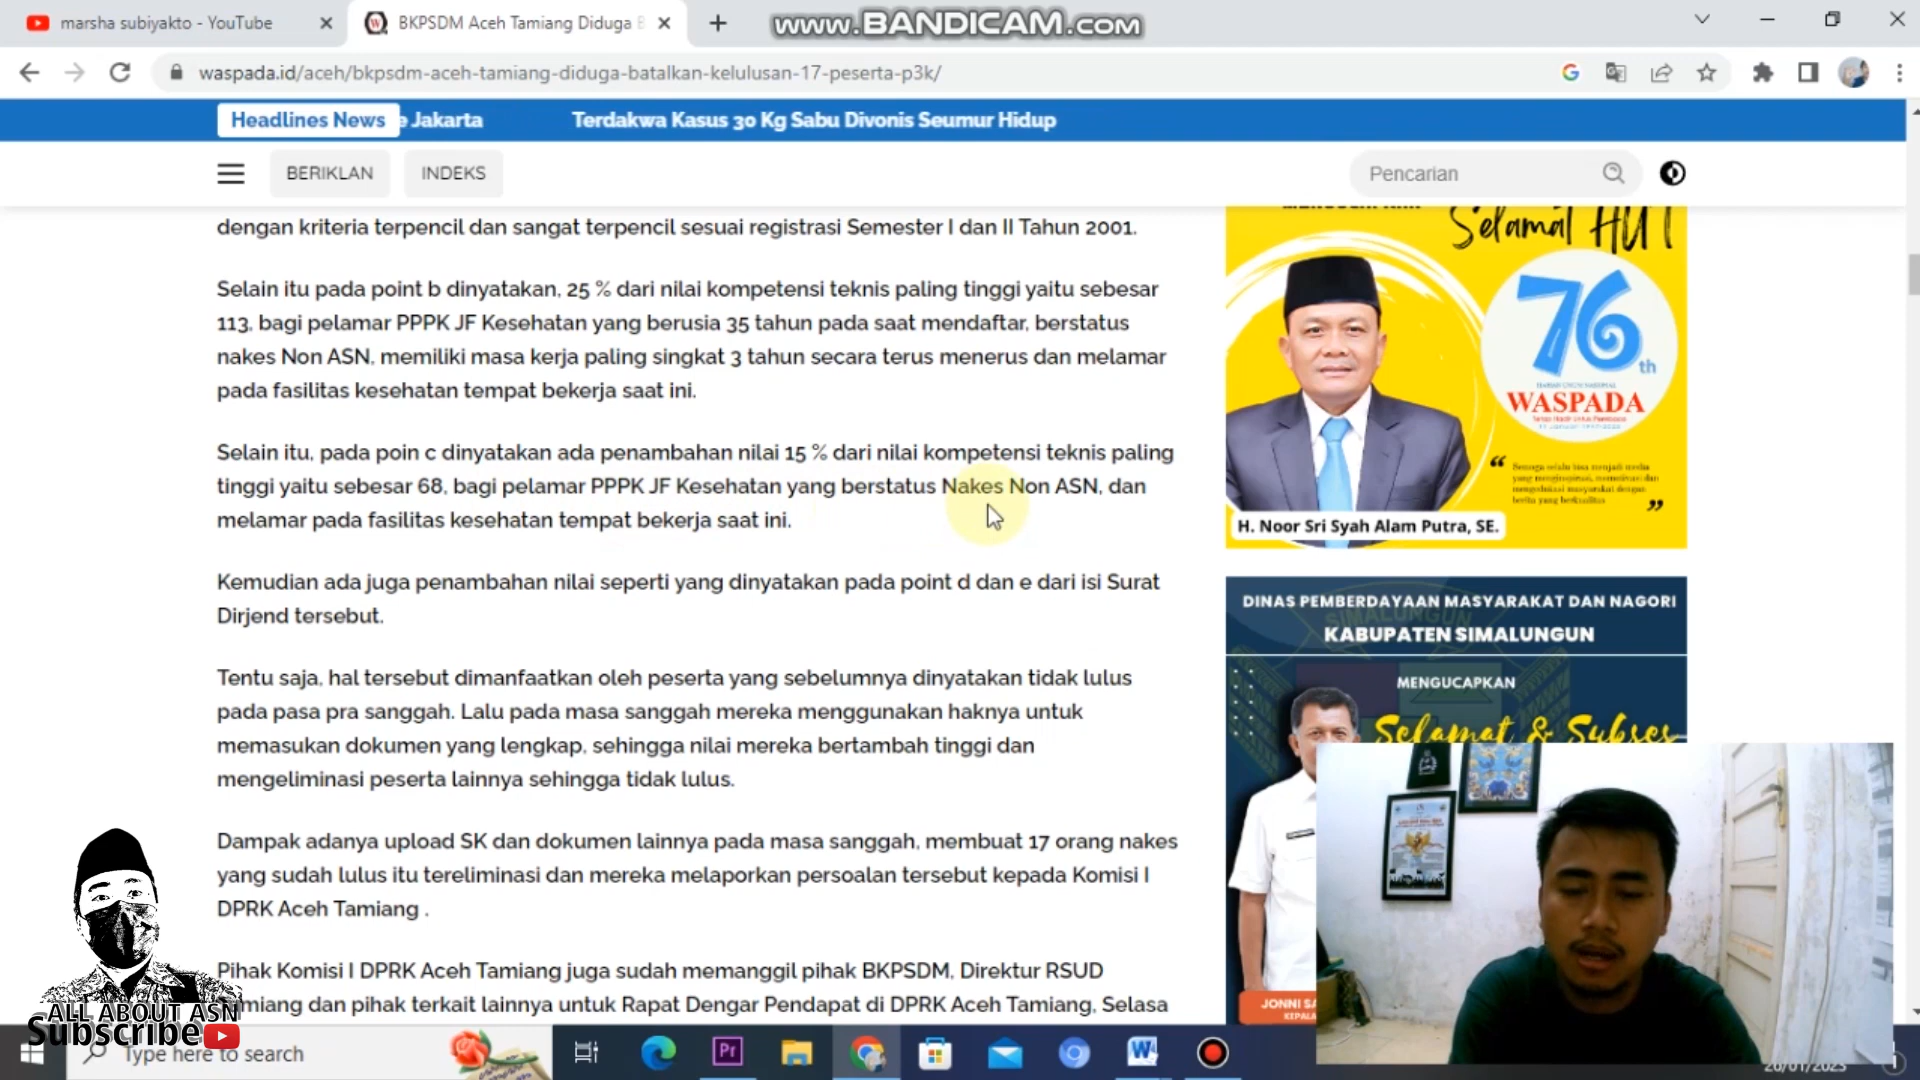 marsha subiyakto - YouTube
BKPSDM Aceh Tamiang Diduga B
www.BANDICAM.com
waspada.id/aceh/bkpsdm-aceh-tamiang-diduga-batalkan-kelulusan-17-peserta-p3k/
Headlines News
e Jakarta
Terdakwa Kasus 30 Kg Sabu Divonis Seumur Hidup
BERIKLAN
INDEKS
Pencarian
dengan kriteria terpencil dan sangat terpencil sesuai registrasi Semester I dan II Tahun 2001.
Selain itu pada point b dinyatakan, 25 % dari nilai kompetensi teknis paling tinggi yaitu sebesar
113, bagi pelamar PPPK JF Kesehatan yang berusia 35 tahun pada saat mendaftar, berstatus
nakes Non ASN, memiliki masa kerja paling singkat 3 tahun secara terus menerus dan melamar
pada fasilitas kesehatan tempat bekerja saat ini.
Selain itu, pada poin c dinyatakan ada penambahan nilai 15 % dari nilai kompetensi teknis paling
tinggi yaitu sebesar 68, bagi pelamar PPPK JF Kesehatan yang berstatus Nakes Non ASN, dan
melamar pada fasilitas kesehatan tempat bekerja saat ini.
Kemudian ada juga penambahan nilai seperti yang dinyatakan pada point d dan e dari isi Surat
Dirjend tersebut.
Tentu saja, hal tersebut dimanfaatkan oleh peserta yang sebelumnya dinyatakan tidak lulus
pada pasa pra sanggah. Lalu pada masa sanggah mereka menggunakan haknya untuk
memasukan dokumen yang lengkap, sehingga nilai mereka bertambah tinggi dan
mengeliminasi peserta lainnya sehingga tidak lulus.
Dampak adanya upload SK dan dokumen lainnya pada masa sanggah, membuat 17 orang nakes
yang sudah lulus itu tereliminasi dan mereka melaporkan persoalan tersebut kepada Komisi I
DPRK Aceh Tamiang .
Pihak Komisi I DPRK Aceh Tamiang juga sudah memanggil pihak BKPSDM, Direktur RSUD
miang dan pihak terkait lainnya untuk Rapat Dengar Pendapat di DPRK Aceh Tamiang, Selasa
Selamat HUT
76
th
WASPADA
H. Noor Sri Syah Alam Putra, SE.
DINAS PEMBERDAYAAN MASYARAKAT DAN NAGORI
KABUPATEN SIMALUNGUN
MENGUCAPKAN
Selamat & Sukses
JONNI SA
KEPALA
ALL ABOUT ASN
Subscribe
Type here to search
Pr
W
20/01/2023